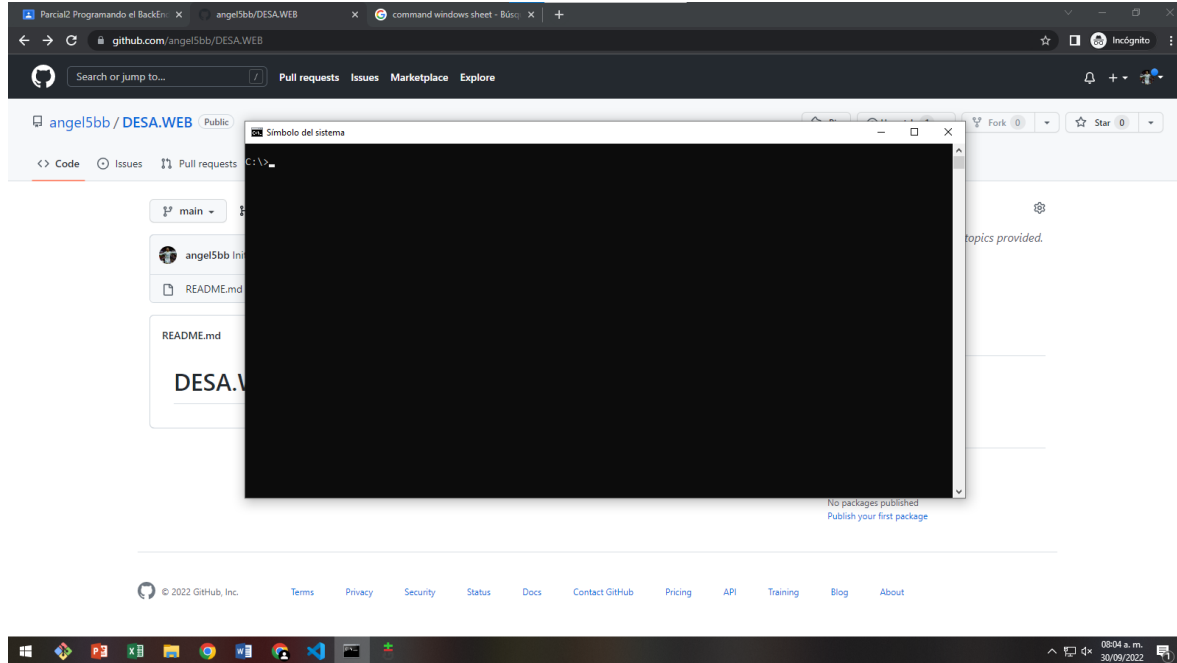 Parcial2 Programando el BackEn
angel5bb/DESA.WEB
command windows sheet - Búsq
github.com/angel5bb/DESA.WEB
Incógnito
Search or jump to... /
Pull requests Issues Marketplace Explore
angel5bb / DESA.WEB Public
Fork 0
Star 0
Símbolo del sistema
<> Code Issues Pull requests
C:\>
main
topics provided.
angel5bb Ini
README.md
README.md
DESA.W
No packages published
Publish your first package
© 2022 GitHub, Inc. Terms Privacy Security Status Docs Contact GitHub Pricing API Training Blog About
08:04 a. m.
30/09/2022